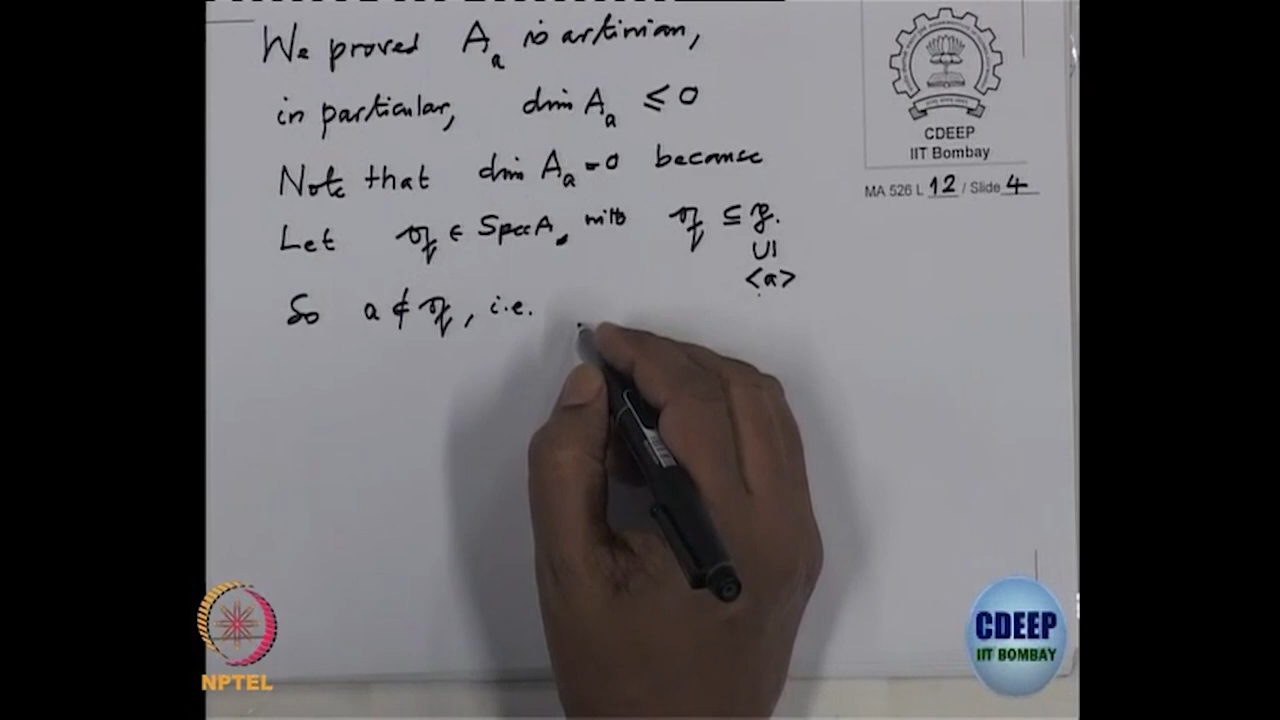 We proved A_a is artinian,
in particular, dim A_a ⩽ 0
Note that dim A_a = 0 because
Let 𝔮 ∈ Spec A, with 𝔮 ⊊ 𝔭.
∪|
<a>
So a ∉ 𝔮, i.e.
CDEEP
IIT Bombay
MA 526 L 12 / Slide 4
NPTEL
CDEEP
IIT BOMBAY